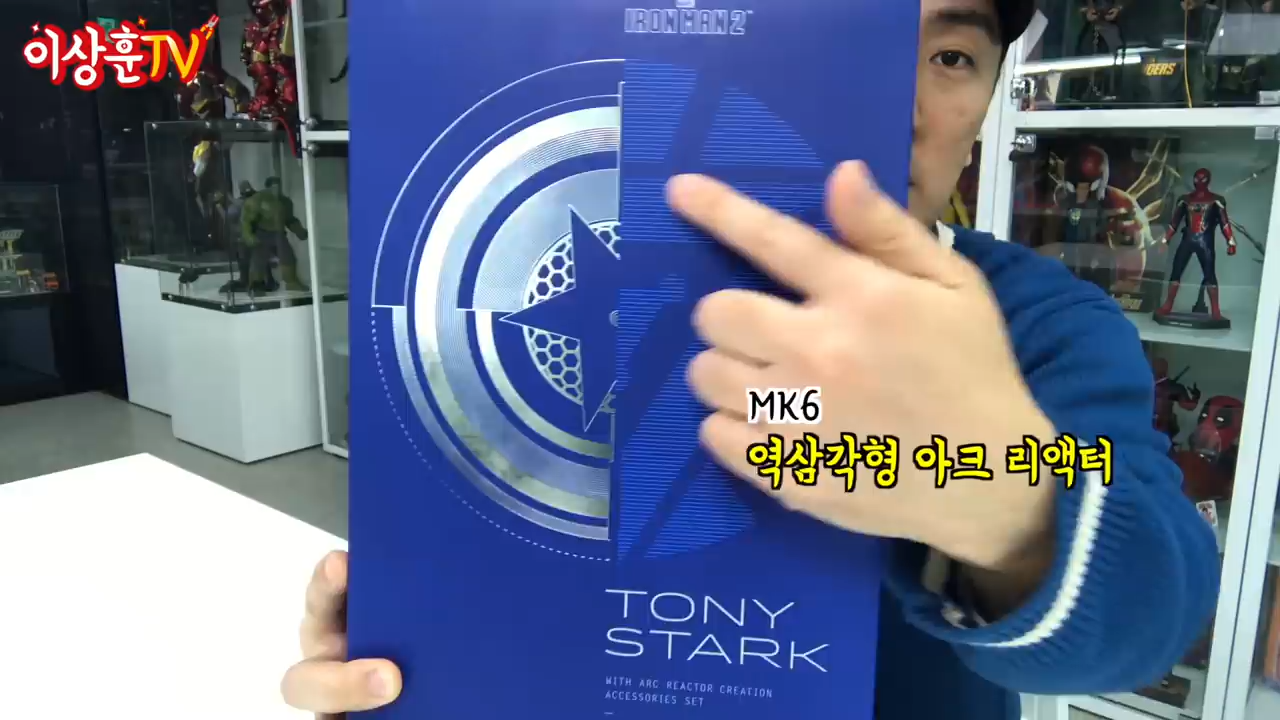 이상훈TV
IRON MAN 2
MK6
역삼각형 아크 리액터
TONY
STARK
WITH ARC REACTOR CREATION
ACCESSORIES SET